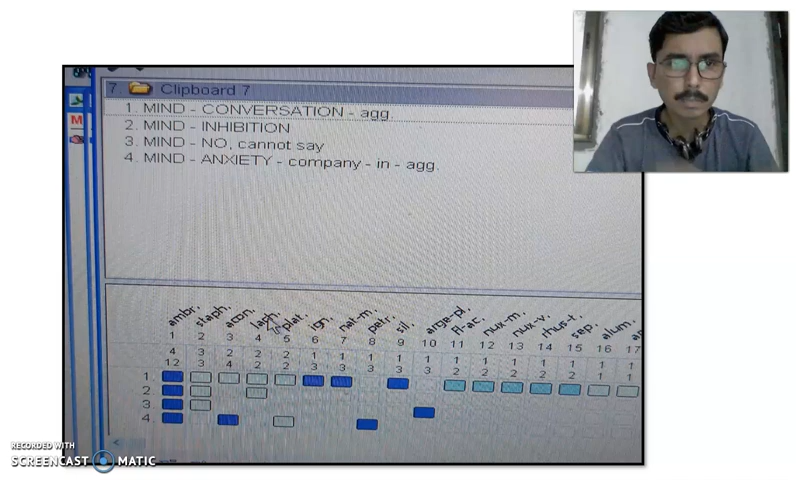 7 Clipboard 7
1. MIND - CONVERSATION - agg.
2. MIND - INHIBITION
3. MIND - NO, cannot say
4. MIND - ANXIETY - company - in - agg.
ambr. staph. acon. plat. ign. nat-m. petr. sil. arge-pl. fl-ac. nux-m. nux-v. rhus-t. sep. alum.
1 2 3 4 5 6 7 8 9 10 11 12 13 14 15 16 17
4 3 2 2 2 1 1 1 1 1 1 1 1 1 1 1 1
12 3 4 2 2 3 3 3 3 3 2 2 2 2 2 1 1
1
2
3
4
RECORDED WITH
SCREENCAST MATIC